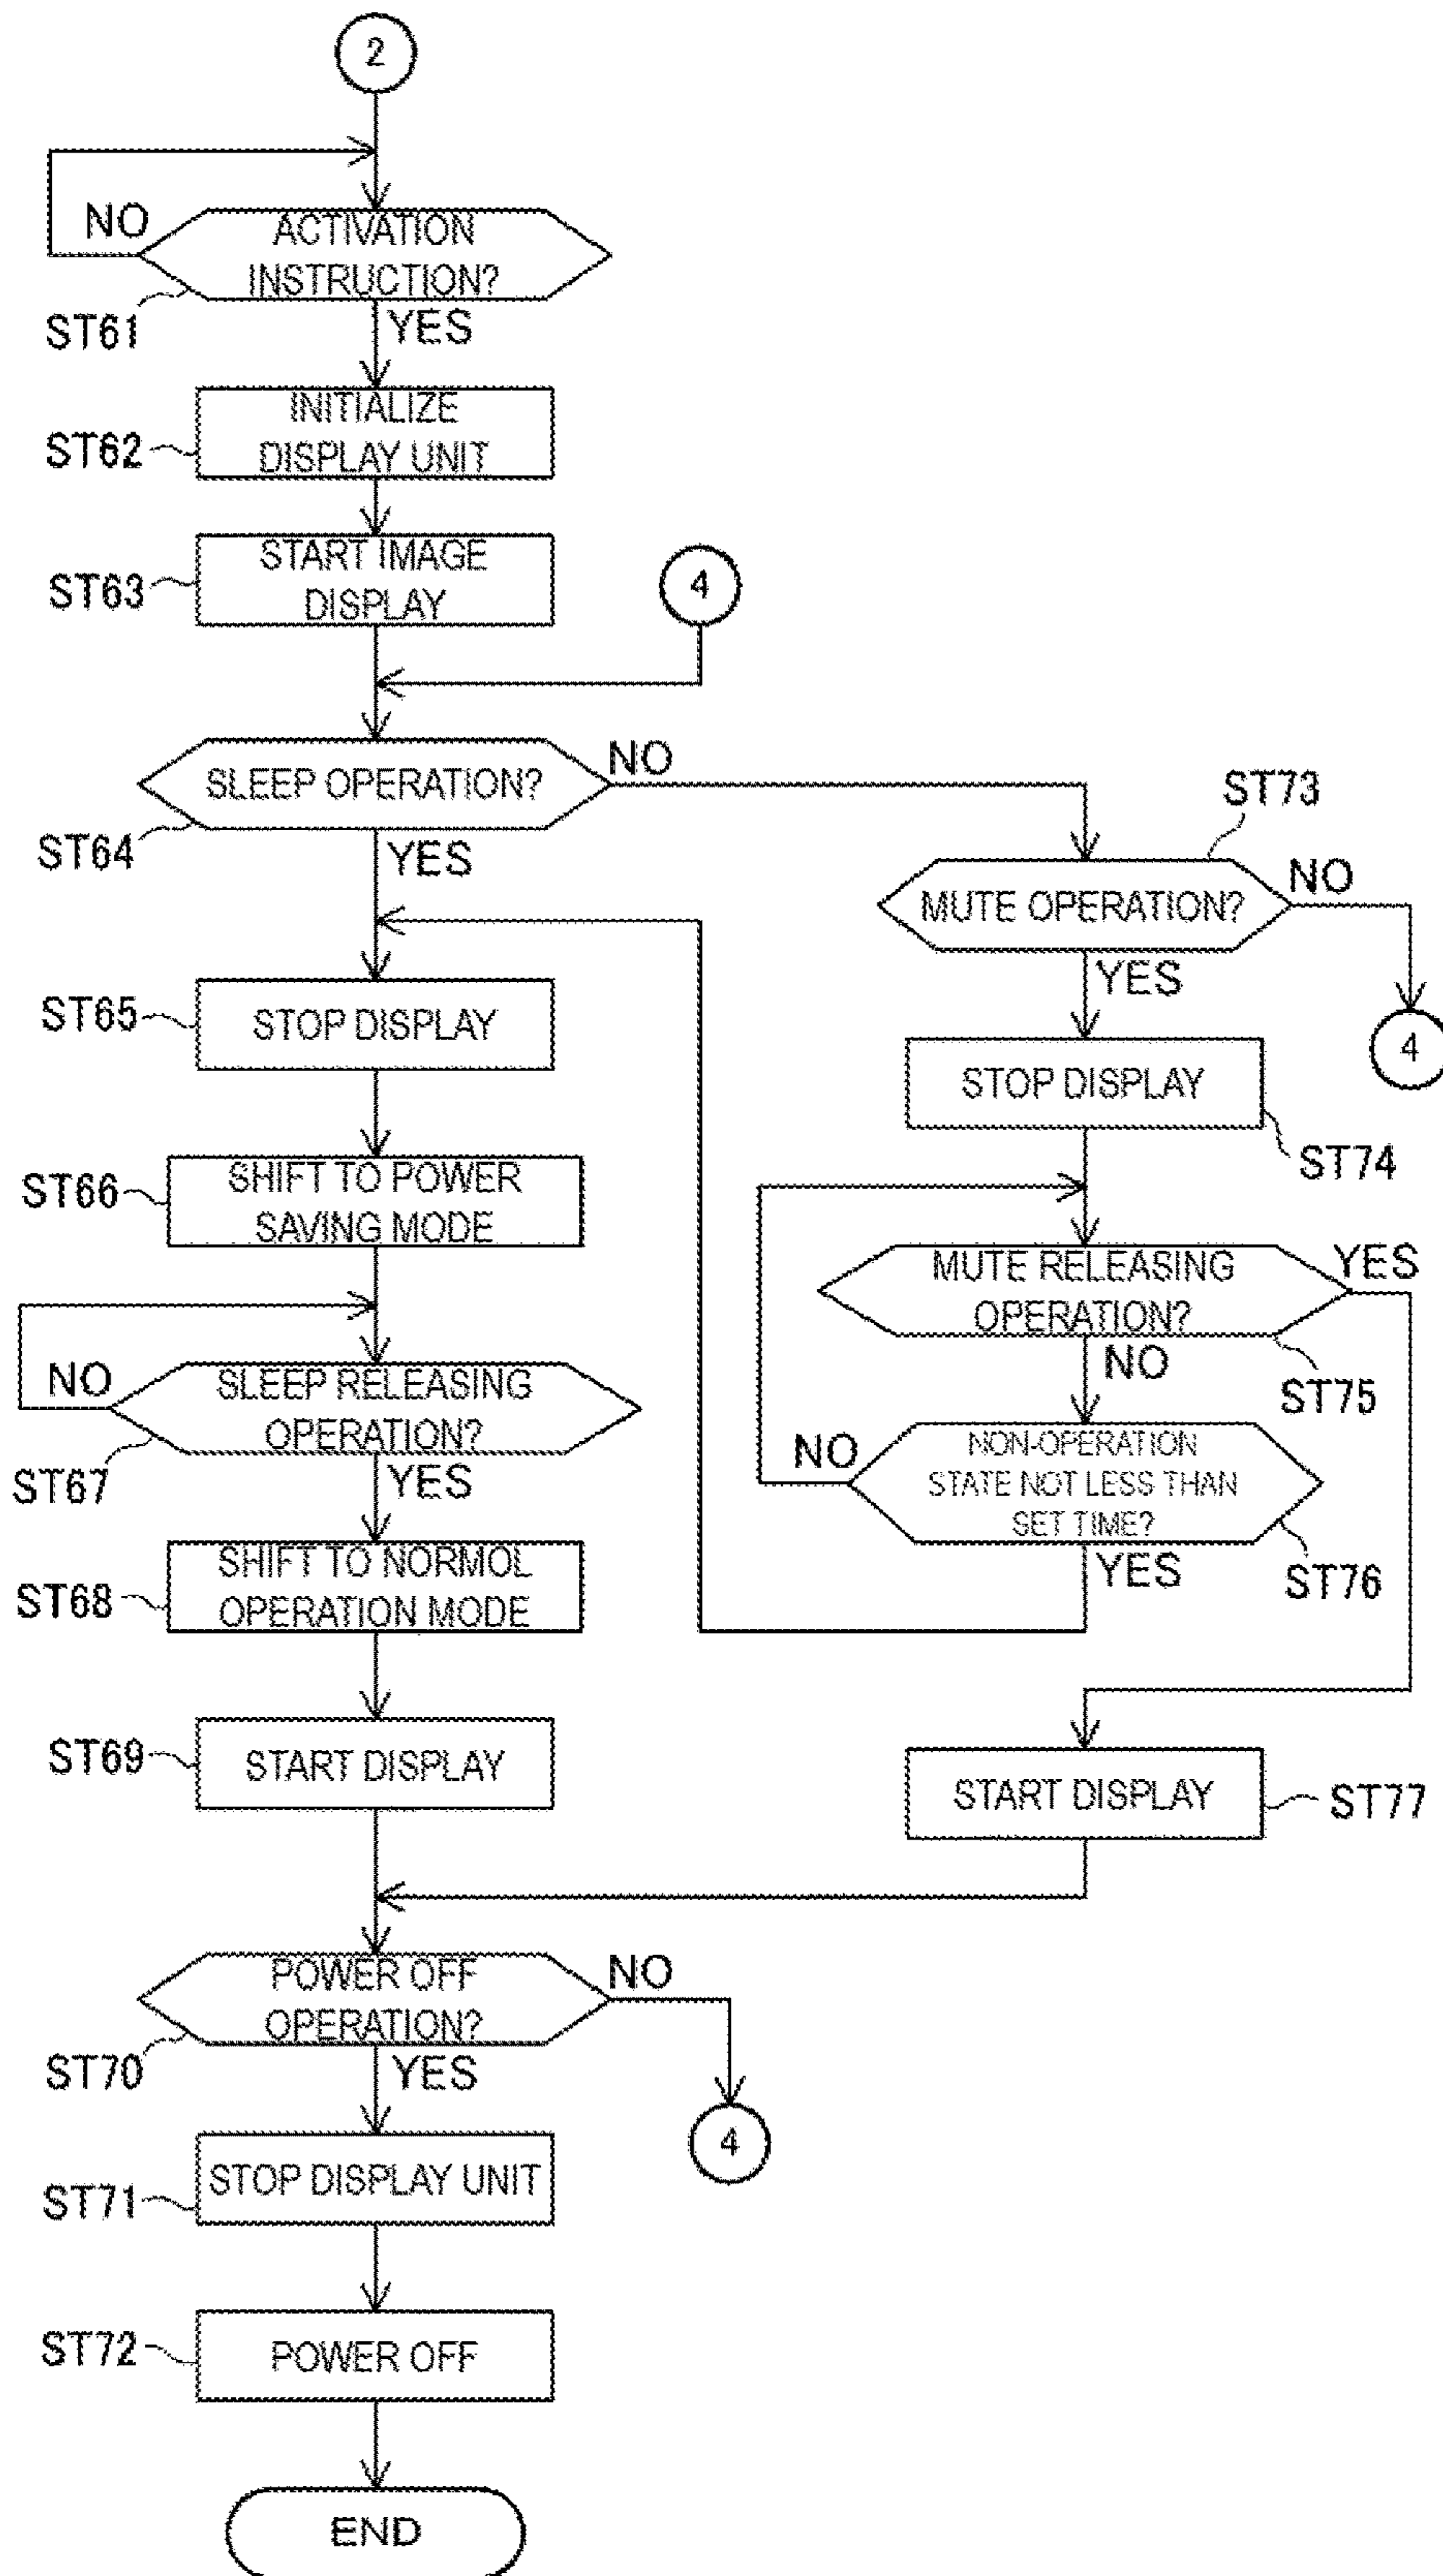 2
NO
ACTIVATION
INSTRUCTION?
ST61
YES
INITIALIZE
DISPLAY UNIT
ST62
START IMAGE
DISPLAY
ST63
4
SLEEP OPERATION?
NO
ST64
YES
STOP DISPLAY
ST65
SHIFT TO POWER
SAVING MODE
ST66
NO
SLEEP RELEASING
OPERATION?
ST67
YES
SHIFT TO NORMOL
OPERATION MODE
ST68
START DISPLAY
ST69
POWER OFF
OPERATION?
NO
ST70
YES
4
STOP DISPLAY UNIT
ST71
POWER OFF
ST72
END
ST73
MUTE OPERATION?
NO
YES
4
STOP DISPLAY
ST74
MUTE RELEASING
OPERATION?
YES
NO
ST75
NO
NON-OPERATION
STATE NOT LESS THAN
SET TIME?
YES
ST76
START DISPLAY
ST77